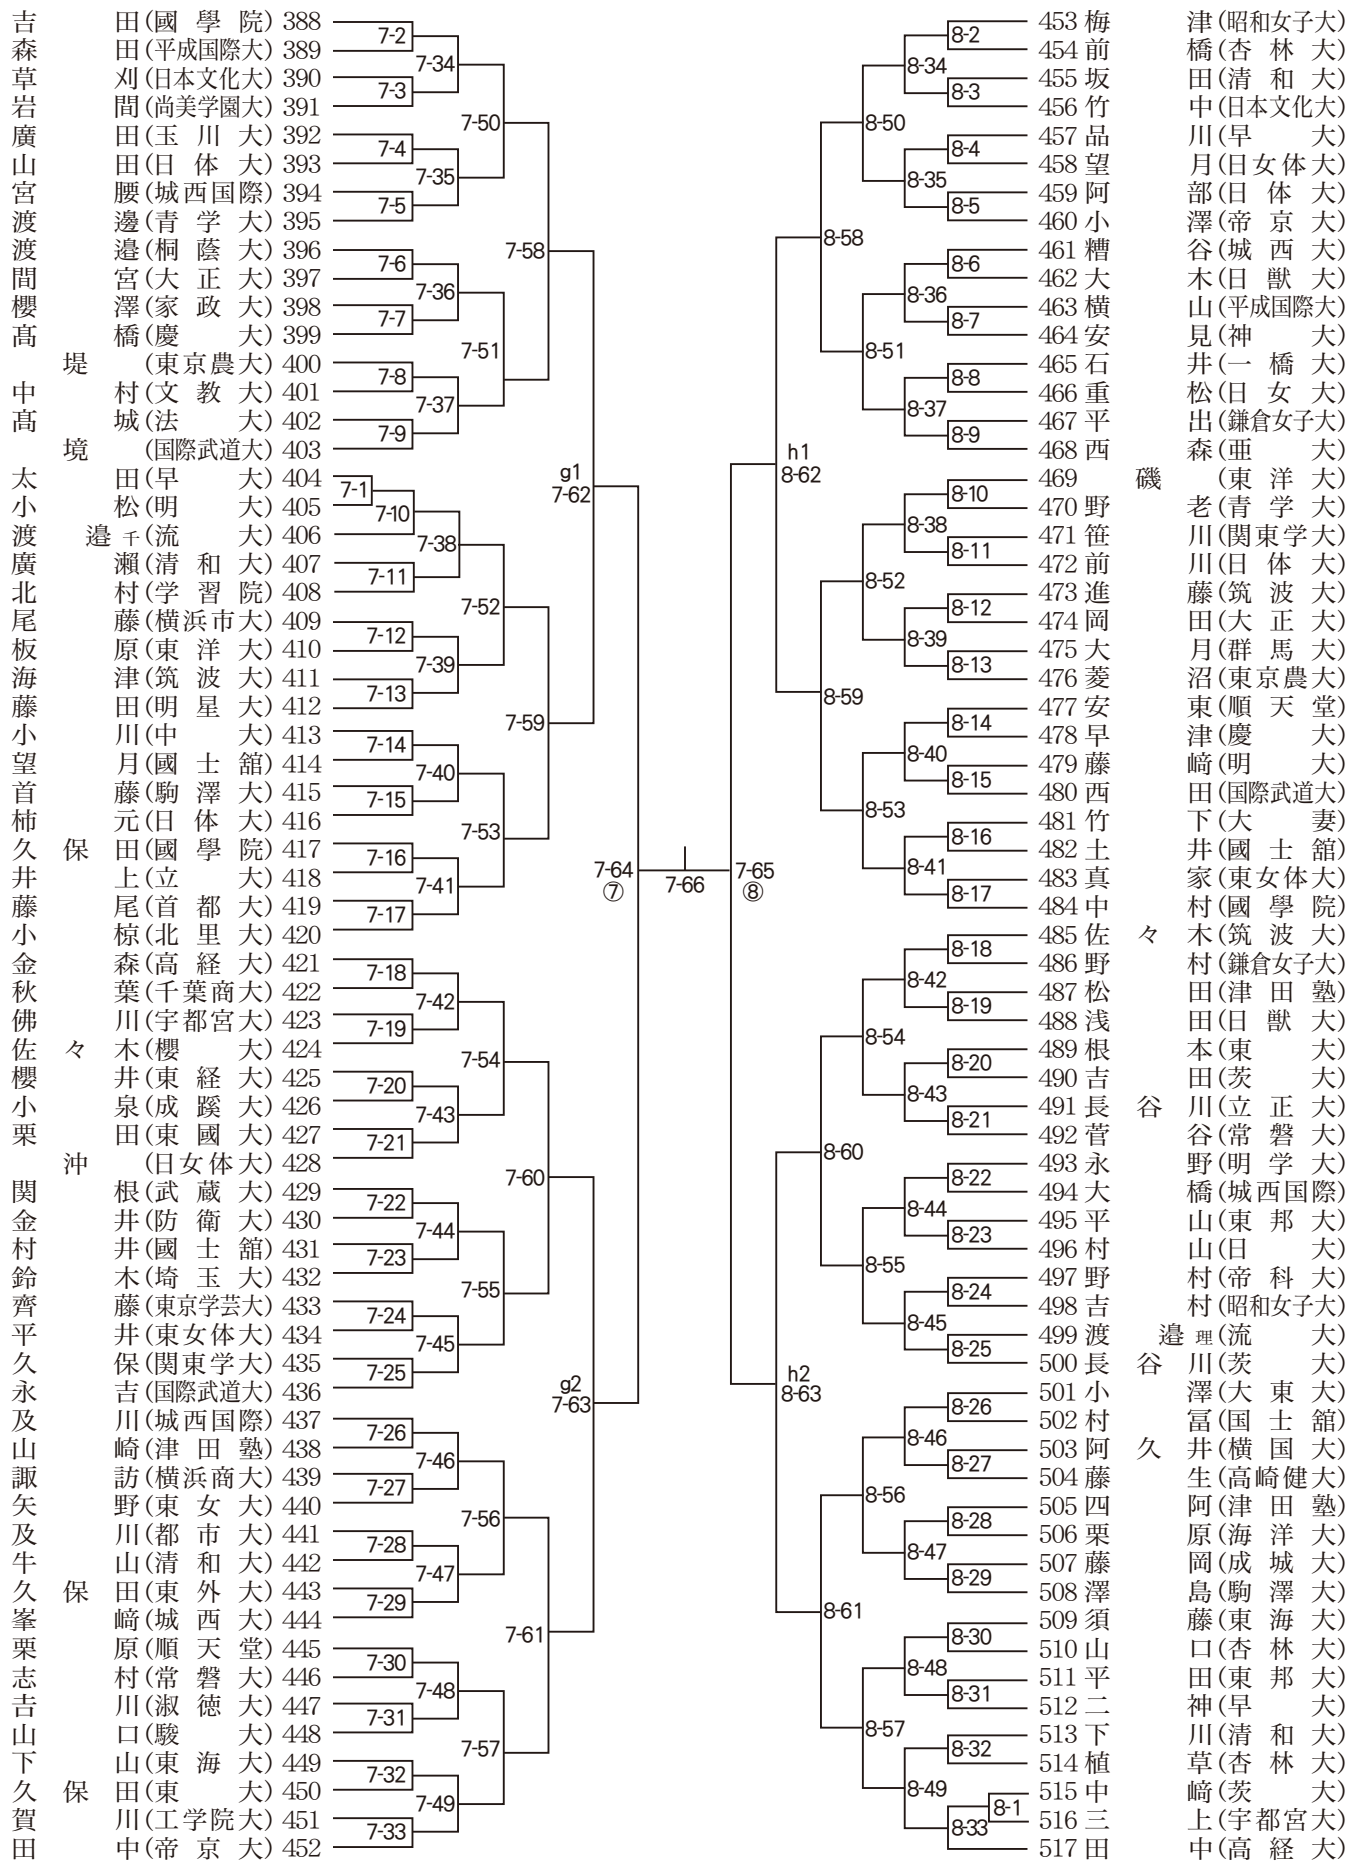 吉田(國學院) 388
森田(平成国際大) 389
草刈(日本文化大) 390
岩間(尚美学園大) 391
廣田(玉川大) 392
山田(日体大) 393
宮腰(城西国際) 394
渡邊(青学大) 395
渡邉(桐蔭大) 396
間宮(大正大) 397
櫻澤(家政大) 398
髙橋(慶大) 399
堤(東京農大) 400
中村(文教大) 401
髙城(法大) 402
境(国際武道大) 403
太田(早大) 404
小松(明大) 405
渡邉千(流大) 406
廣瀨(清和大) 407
北村(学習院) 408
尾藤(横浜市大) 409
板原(東洋大) 410
海津(筑波大) 411
藤田(明星大) 412
小川(中大) 413
望月(國士舘) 414
首藤(駒澤大) 415
柿元(日体大) 416
久保田(國學院) 417
井上(立大) 418
藤尾(首都大) 419
小椋(北里大) 420
金森(高経大) 421
秋葉(千葉商大) 422
佛川(宇都宮大) 423
佐々木(櫻大) 424
櫻井(東経大) 425
小泉(成蹊大) 426
栗田(東國大) 427
沖(日女体大) 428
関根(武蔵大) 429
金井(防衛大) 430
村井(國士舘) 431
鈴木(埼玉大) 432
齊藤(東京学芸大) 433
平井(東女体大) 434
久保(関東学大) 435
永吉(国際武道大) 436
及川(城西国際) 437
山崎(津田塾) 438
諏訪(横浜商大) 439
矢野(東女大) 440
及川(都市大) 441
牛山(清和大) 442
久保田(東外大) 443
峯﨑(城西大) 444
栗原(順天堂) 445
志村(常磐大) 446
𠮷川(淑徳大) 447
山口(駿大) 448
下山(東海大) 449
久保田(東大) 450
賀川(工学院大) 451
田中(帝京大) 452
7-1
7-2
7-3
7-4
7-5
7-6
7-7
7-8
7-9
7-10
7-11
7-12
7-13
7-14
7-15
7-16
7-17
7-18
7-19
7-20
7-21
7-22
7-23
7-24
7-25
7-26
7-27
7-28
7-29
7-30
7-31
7-32
7-33
7-34
7-35
7-36
7-37
7-38
7-39
7-40
7-41
7-42
7-43
7-44
7-45
7-46
7-47
7-48
7-49
7-50
7-51
7-52
7-53
7-54
7-55
7-56
7-57
7-58
7-59
7-60
7-61
g1
7-62
g2
7-63
7-64
⑦
7-66
7-65
⑧
h1
8-62
h2
8-63
8-58
8-59
8-60
8-61
8-50
8-51
8-52
8-53
8-54
8-55
8-56
8-57
8-34
8-35
8-36
8-37
8-38
8-39
8-40
8-41
8-42
8-43
8-44
8-45
8-46
8-47
8-48
8-49
8-2
8-3
8-4
8-5
8-6
8-7
8-8
8-9
8-10
8-11
8-12
8-13
8-14
8-15
8-16
8-17
8-18
8-19
8-20
8-21
8-22
8-23
8-24
8-25
8-26
8-27
8-28
8-29
8-30
8-31
8-32
8-33
8-1
453 梅津(昭和女子大)
454 前橋(杏林大)
455 坂田(清和大)
456 竹中(日本文化大)
457 品川(早大)
458 望月(日女体大)
459 阿部(日体大)
460 小澤(帝京大)
461 糟谷(城西大)
462 大木(日獣大)
463 横山(平成国際大)
464 安見(神大)
465 石井(一橋大)
466 重松(日女大)
467 平出(鎌倉女子大)
468 西森(亜大)
469 磯(東洋大)
470 野老(青学大)
471 笹川(関東学大)
472 前川(日体大)
473 進藤(筑波大)
474 岡田(大正大)
475 大月(群馬大)
476 菱沼(東京農大)
477 安東(順天堂)
478 早津(慶大)
479 藤﨑(明大)
480 西田(国際武道大)
481 竹下(大妻)
482 土井(國士舘)
483 真家(東女体大)
484 中村(國學院)
485 佐々木(筑波大)
486 野村(鎌倉女子大)
487 松田(津田塾)
488 浅田(日獣大)
489 根本(東大)
490 吉田(茨大)
491 長谷川(立正大)
492 菅谷(常磐大)
493 永野(明学大)
494 大橋(城西国際)
495 平山(東邦大)
496 村山(日大)
497 野村(帝科大)
498 吉村(昭和女子大)
499 渡邉理(流大)
500 長谷川(茨大)
501 小澤(大東大)
502 村冨(国士舘)
503 阿久井(横国大)
504 藤生(高崎健大)
505 四阿(津田塾)
506 栗原(海洋大)
507 藤岡(成城大)
508 澤島(駒澤大)
509 須藤(東海大)
510 山口(杏林大)
511 平田(東邦大)
512 二神(早大)
513 下川(清和大)
514 植草(杏林大)
515 中﨑(茨大)
516 三上(宇都宮大)
517 田中(高経大)